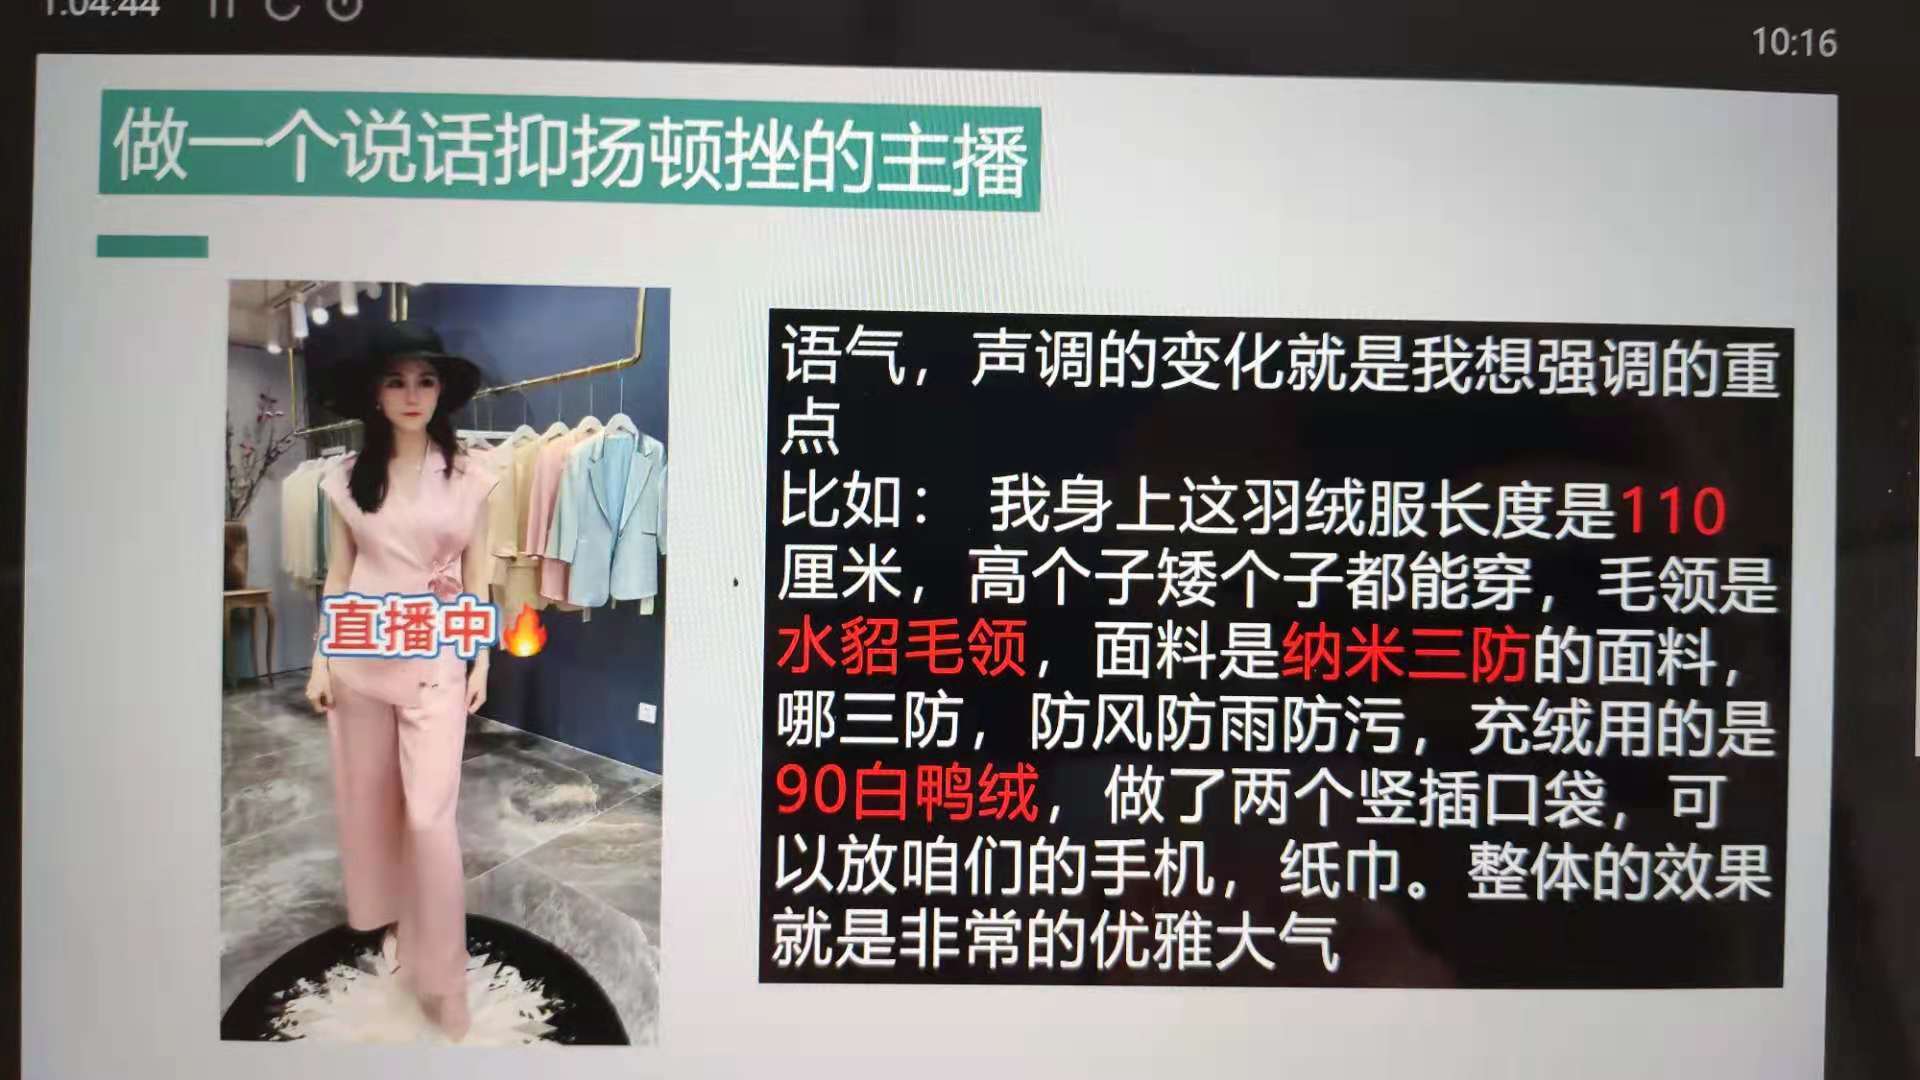 1:04:44
10:16
做一个说话抑扬顿挫的主播
语气，声调的变化就是我想强调的重
点
比如： 我身上这羽绒服长度是110
厘米，高个子矮个子都能穿，毛领是
水貂毛领，面料是纳米三防的面料，
哪三防，防风防雨防污，充绒用的是
90白鸭绒，做了两个竖插口袋，可
以放咱们的手机，纸巾。整体的效果
就是非常的优雅大气
直播中